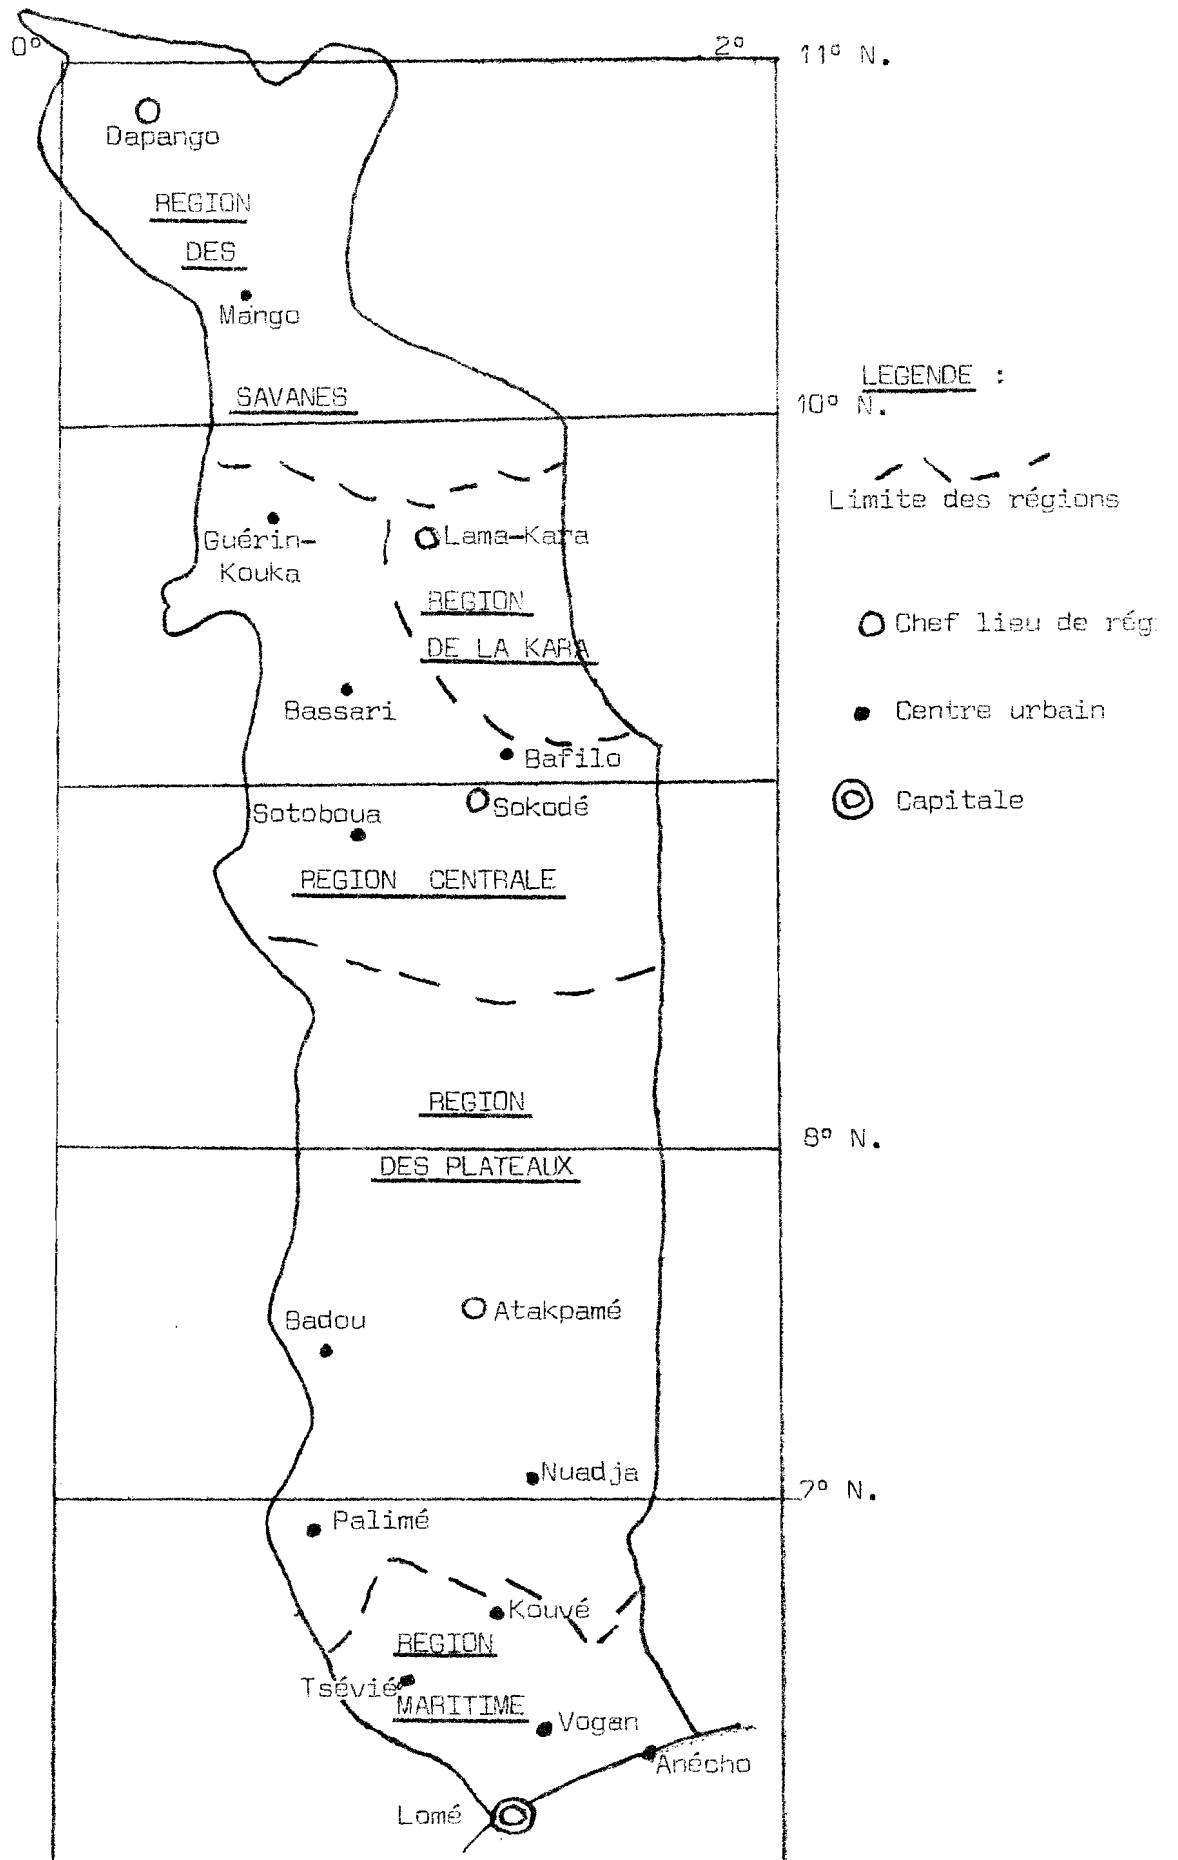 0° 2° 11° N.
Dapango
REGION
DES
Mango
SAVANES
LEGENDE :
10° N.
Limite des régions
Guérin-
Kouka
Lama-Kara
REGION
DE LA KARA
Chef lieu de rég
Bassari
Centre urbain
Bafilo
Sotoboua
Sokodé
Capitale
REGION CENTRALE
REGION
8° N.
DES PLATEAUX
Badou
Atakpamé
Nuadja
7° N.
Palimé
Kouvé
REGION
Tsévié
MARITIME
Vogan
Anécho
Lomé